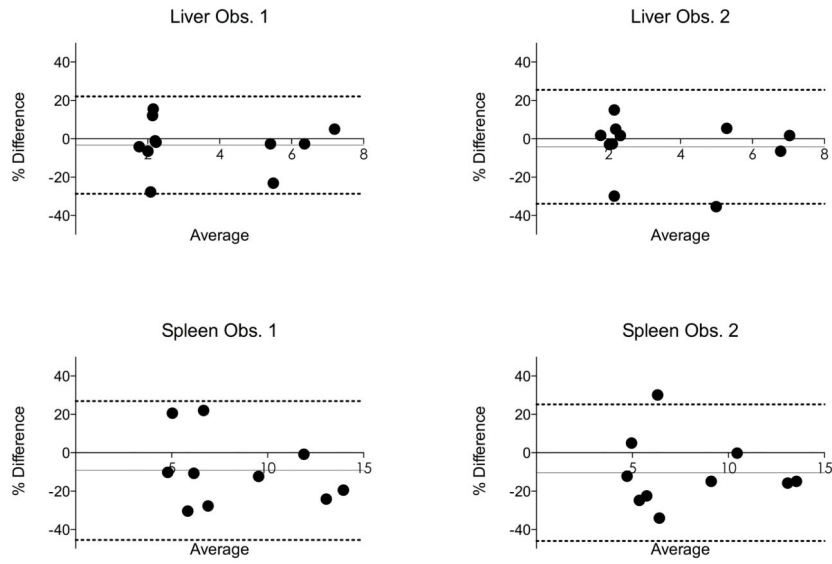 Liver Obs. 1
40
20
0
-20
-40
2
4
6
8
% Difference
Average
Liver Obs. 2
40
20
0
-20
-40
2
4
6
8
% Difference
Average
Spleen Obs. 1
40
20
0
-20
-40
5
10
15
% Difference
Average
Spleen Obs. 2
40
20
0
-20
-40
5
10
15
% Difference
Average